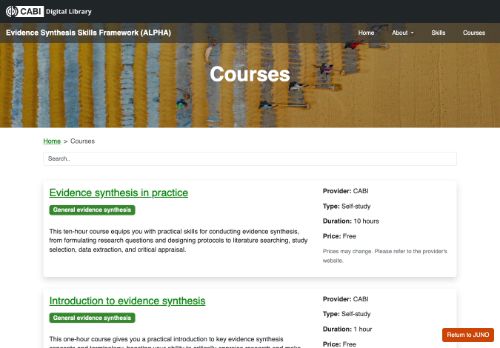 CABI Digital Library
Evidence Synthesis Skills Framework (ALPHA)
Home About Skills Courses
Courses
Home > Courses
Search..
Evidence synthesis in practice
General evidence synthesis
This ten-hour course equips you with practical skills for conducting evidence synthesis,
from formulating research questions and designing protocols to literature searching, study
selection, data extraction, and critical appraisal.
Provider: CABI
Type: Self-study
Duration: 10 hours
Price: Free
Prices may change. Please refer to the provider's
website.
Introduction to evidence synthesis
General evidence synthesis
This one-hour course gives you a practical introduction to key evidence synthesis
Provider: CABI
Type: Self-study
Duration: 1 hour
Price: Free
Return to JUNO